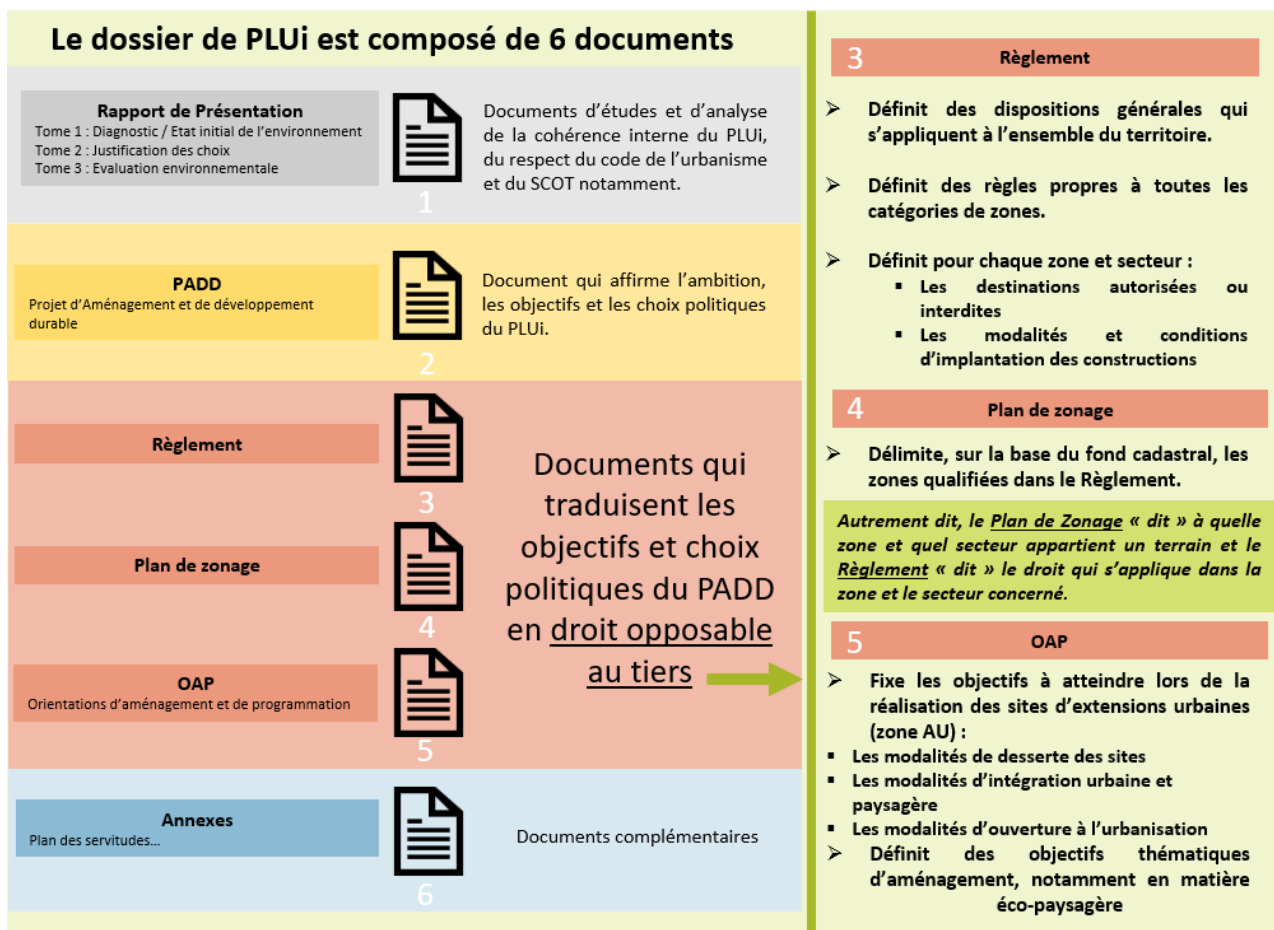 Le dossier de PLUi est composé de 6 documents
Rapport de Présentation
Tome 1 : Diagnostic / Etat initial de l'environnement
Tome 2 : Justification des choix
Tome 3 : Evaluation environnementale
1
Documents d'études et d'analyse
de la cohérence interne du PLUi,
du respect du code de l'urbanisme
et du SCOT notamment.
PADD
Projet d'Aménagement et de développement
durable
2
Document qui affirme l'ambition,
les objectifs et les choix politiques
du PLUi.
Règlement
3
Plan de zonage
4
OAP
Orientations d'aménagement et de programmation
5
Documents qui
traduisent les
objectifs et choix
politiques du PADD
en droit opposable
au tiers
Annexes
Plan des servitudes...
6
Documents complémentaires
3
Règlement
➢ Définit des dispositions générales qui
s'appliquent à l'ensemble du territoire.
➢ Définit des règles propres à toutes les
catégories de zones.
➢ Définit pour chaque zone et secteur :
▪ Les destinations autorisées ou
interdites
▪ Les modalités et conditions
d'implantation des constructions
4
Plan de zonage
➢ Délimite, sur la base du fond cadastral, les
zones qualifiées dans le Règlement.
Autrement dit, le Plan de Zonage « dit » à quelle
zone et quel secteur appartient un terrain et le
Règlement « dit » le droit qui s'applique dans la
zone et le secteur concerné.
5
OAP
➢ Fixe les objectifs à atteindre lors de la
réalisation des sites d'extensions urbaines
(zone AU) :
▪ Les modalités de desserte des sites
▪ Les modalités d'intégration urbaine et
paysagère
▪ Les modalités d'ouverture à l'urbanisation
➢ Définit des objectifs thématiques
d'aménagement, notamment en matière
éco-paysagère